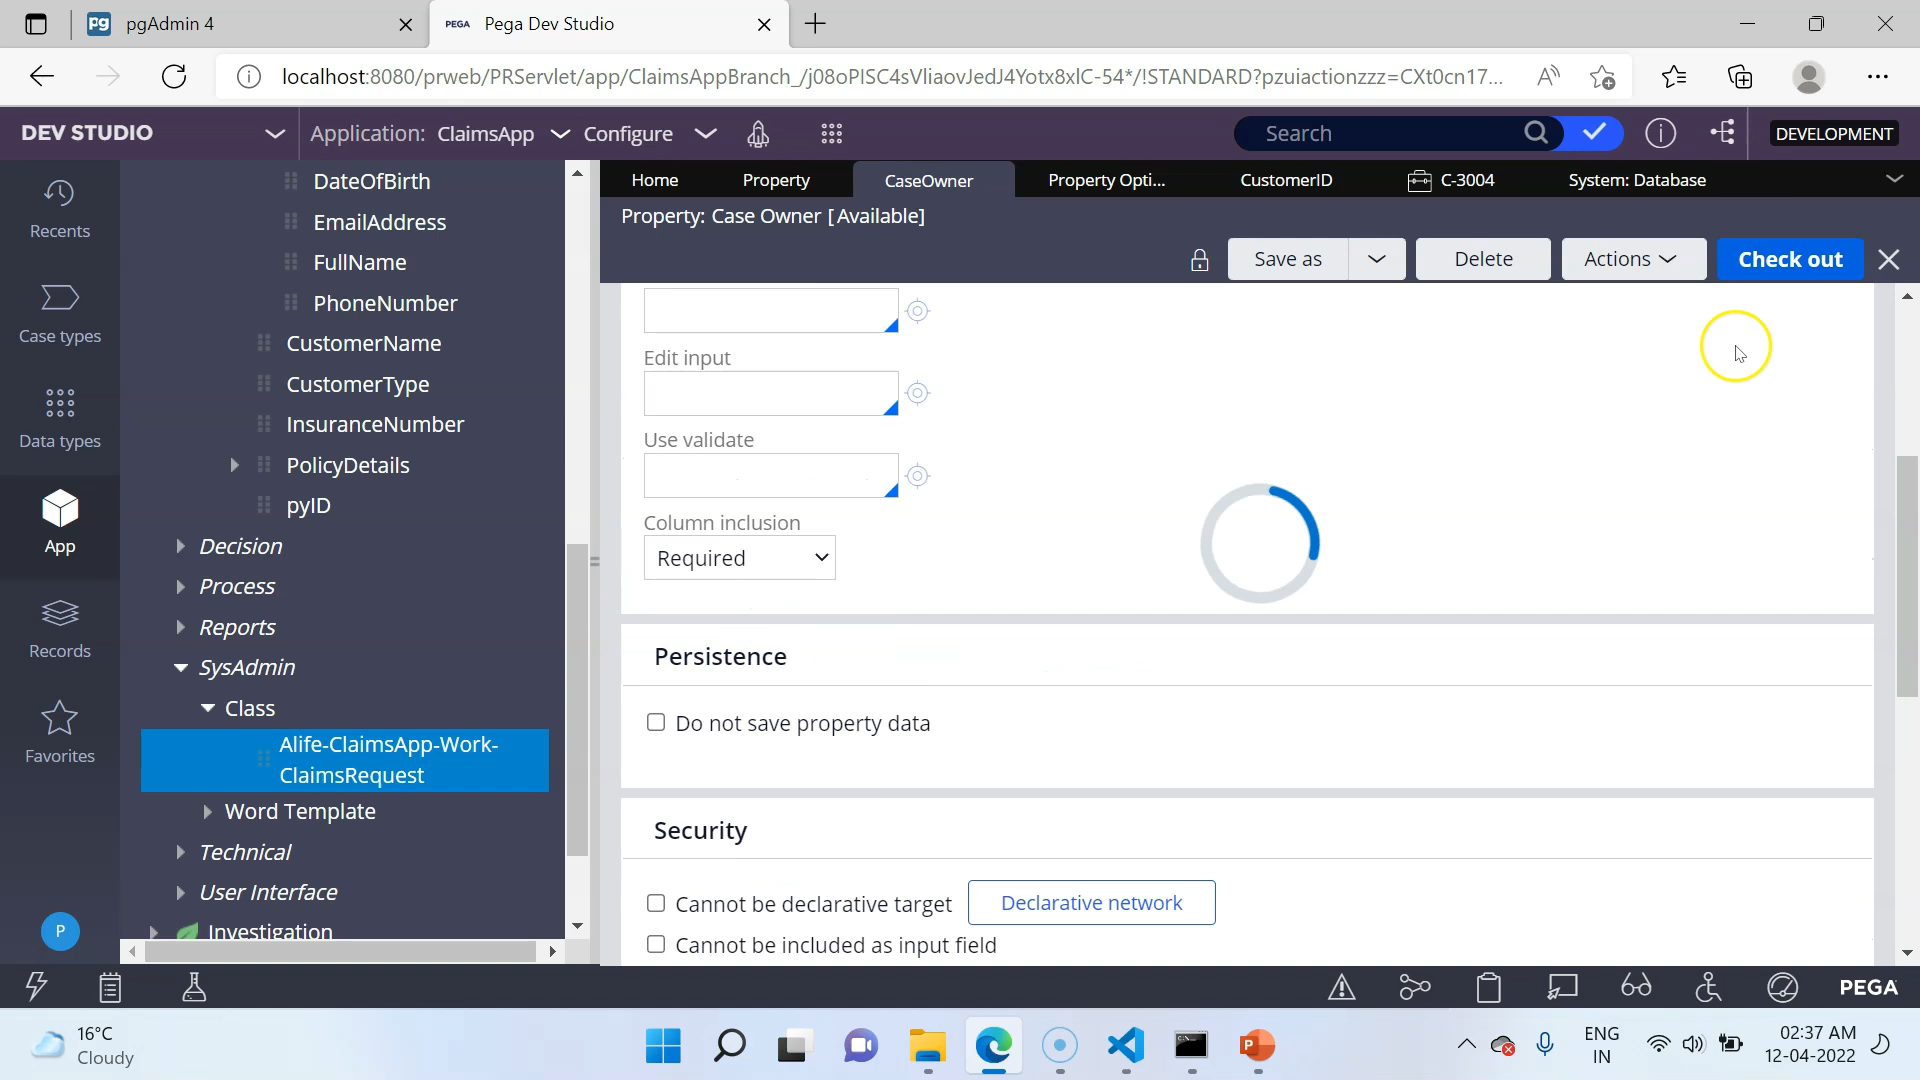 pgAdmin 4
PEGA Pega Dev Studio
localhost:8080/prweb/PRServlet/app/ClaimsAppBranch_/j08oPISC4sVliaovJedJ4Yotx8xlC-54*/!STANDARD?pzuiactionzzz=CXt0cn17...
DEV STUDIO
Application: ClaimsApp
Configure
Search
DEVELOPMENT
Recents
Case types
Data types
App
Records
Favorites
P
DateOfBirth
EmailAddress
FullName
PhoneNumber
CustomerName
CustomerType
InsuranceNumber
PolicyDetails
pyID
Decision
Process
Reports
SysAdmin
Class
Alife-ClaimsApp-Work-
ClaimsRequest
Word Template
Technical
User Interface
Investigation
Home Property CaseOwner Property Opti... CustomerID C-3004 System: Database
Property: Case Owner [Available]
Save as Delete Actions Check out
Edit input
Use validate
Column inclusion
Required
Persistence
Do not save property data
Security
Cannot be declarative target Declarative network
Cannot be included as input field
PEGA
16°C
Cloudy
ENG
IN
02:37 AM
12-04-2022